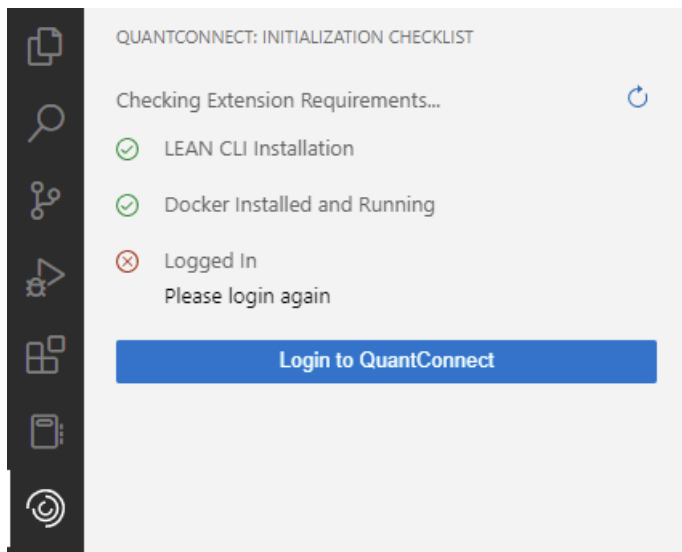 QUANTCONNECT: INITIALIZATION CHECKLIST
Checking Extension Requirements...
LEAN CLI Installation
Docker Installed and Running
Logged In
Please login again
Login to QuantConnect